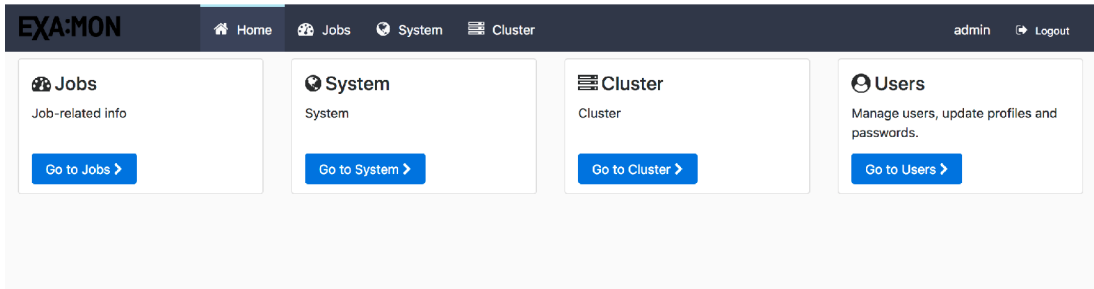 EXA:MON Home Jobs System Cluster admin Logout
Jobs
Job-related info
Go to Jobs
System
System
Go to System
Cluster
Cluster
Go to Cluster
Users
Manage users, update profiles and
passwords.
Go to Users